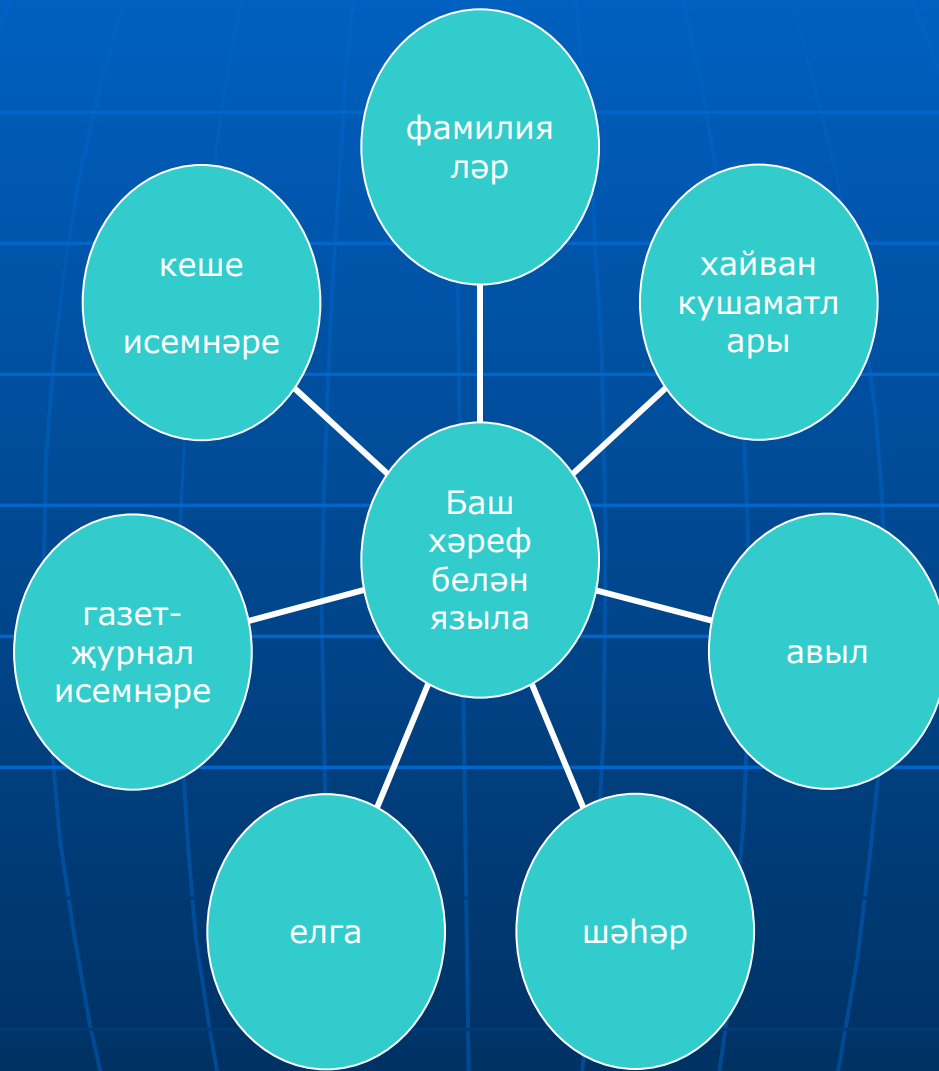 фамилия
ләр
кеше
исемнәре
хайван
кушаматл
ары
Баш
хәреф
белән
языла
газет-
җурнал
исемнәре
авыл
елга
шәһәр